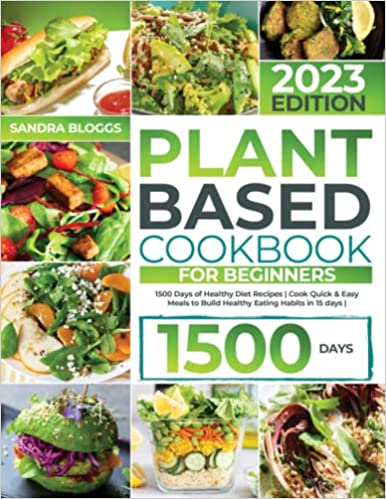 2023
EDITION
SANDRA BLOGGS
PLANT
BASED
COOKBOOK
FOR BEGINNERS
1500 Days of Healthy Diet Recipes | Cook Quick & Easy
Meals to Build Healthy Eating Habits in 15 days |
1500 DAYS